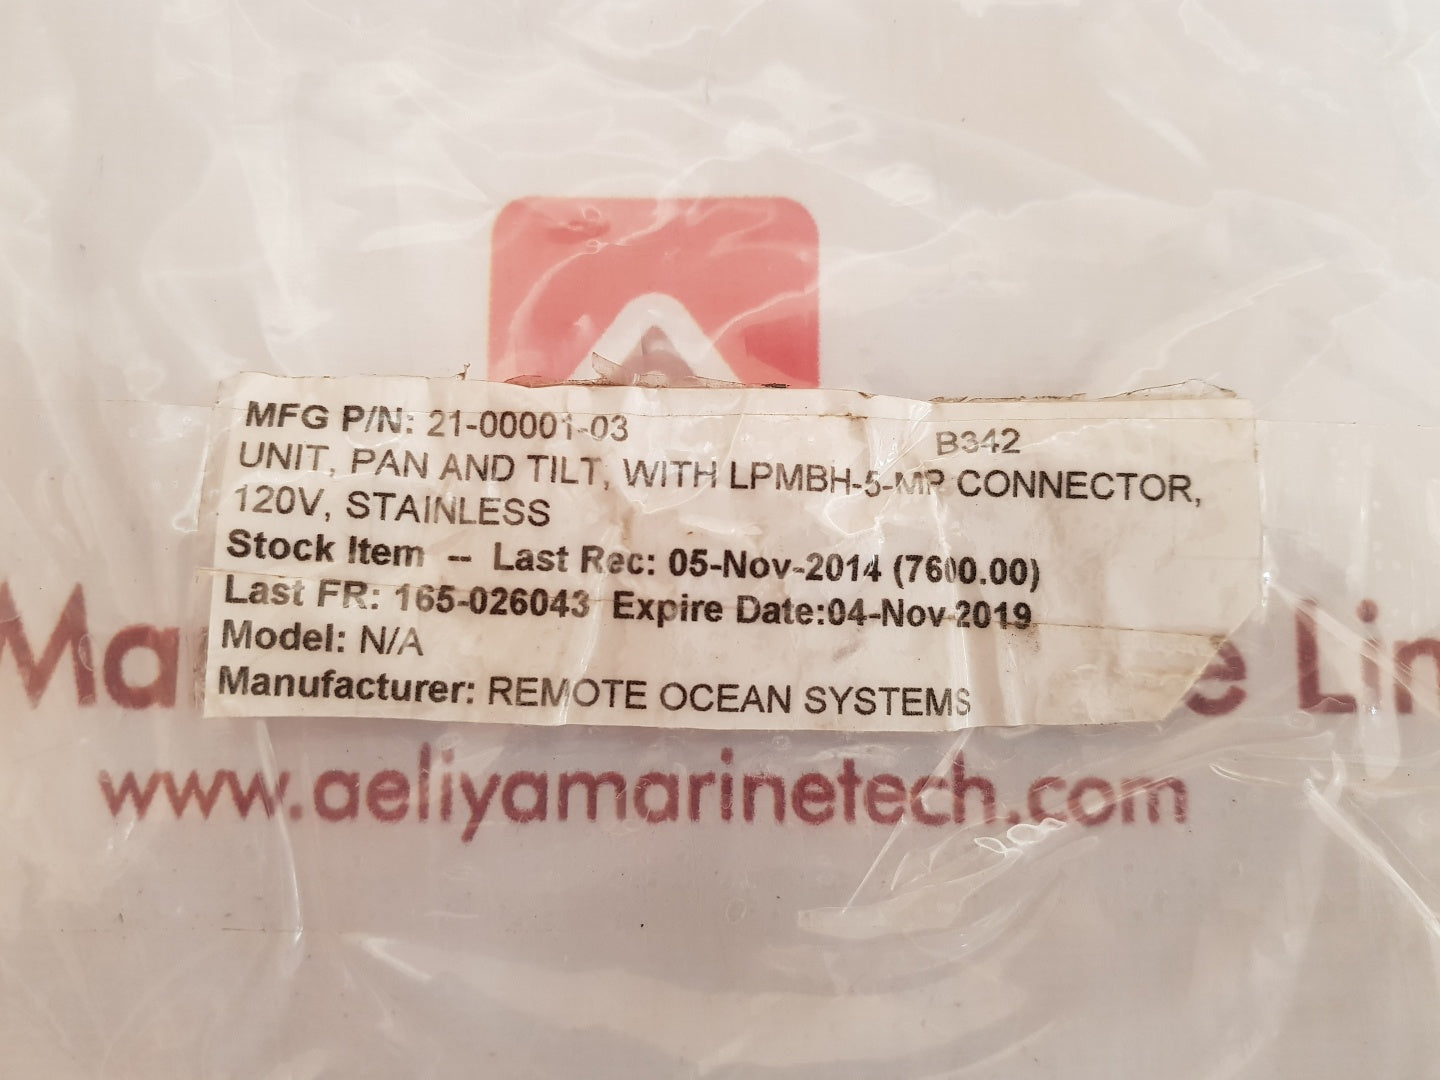 MFG P/N: 21-00001-03 B342
UNIT, PAN AND TILT, WITH LPMBH-5-MP CONNECTOR,
120V, STAINLESS
Stock Item -- Last Rec: 05-Nov-2014 (7600.00)
Last FR: 165-026043 Expire Date:04-Nov-2019
Model: N/A
Manufacturer: REMOTE OCEAN SYSTEMS
www.aeliyamarinetech.com